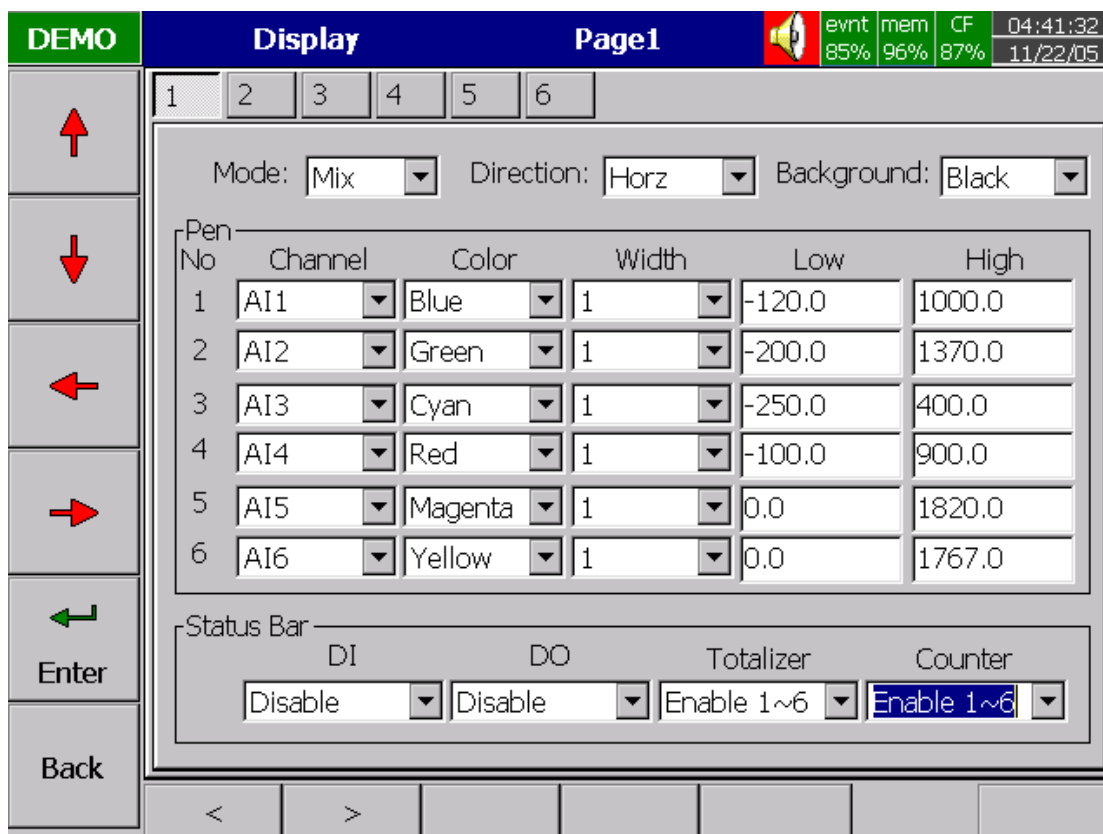 DEMO Display Page1 evnt mem CF 04:41:32
85% 96% 87% 11/22/05
1 2 3 4 5 6
Mode: Mix Direction: Horz Background: Black
Pen
No Channel Color Width Low High
1 AI1 Blue 1 -120.0 1000.0
2 AI2 Green 1 -200.0 1370.0
3 AI3 Cyan 1 -250.0 400.0
4 AI4 Red 1 -100.0 900.0
5 AI5 Magenta 1 0.0 1820.0
6 AI6 Yellow 1 0.0 1767.0
Status Bar
DI DO Totalizer Counter
Disable Disable Enable 1~6 Enable 1~6
Enter
Back
< >